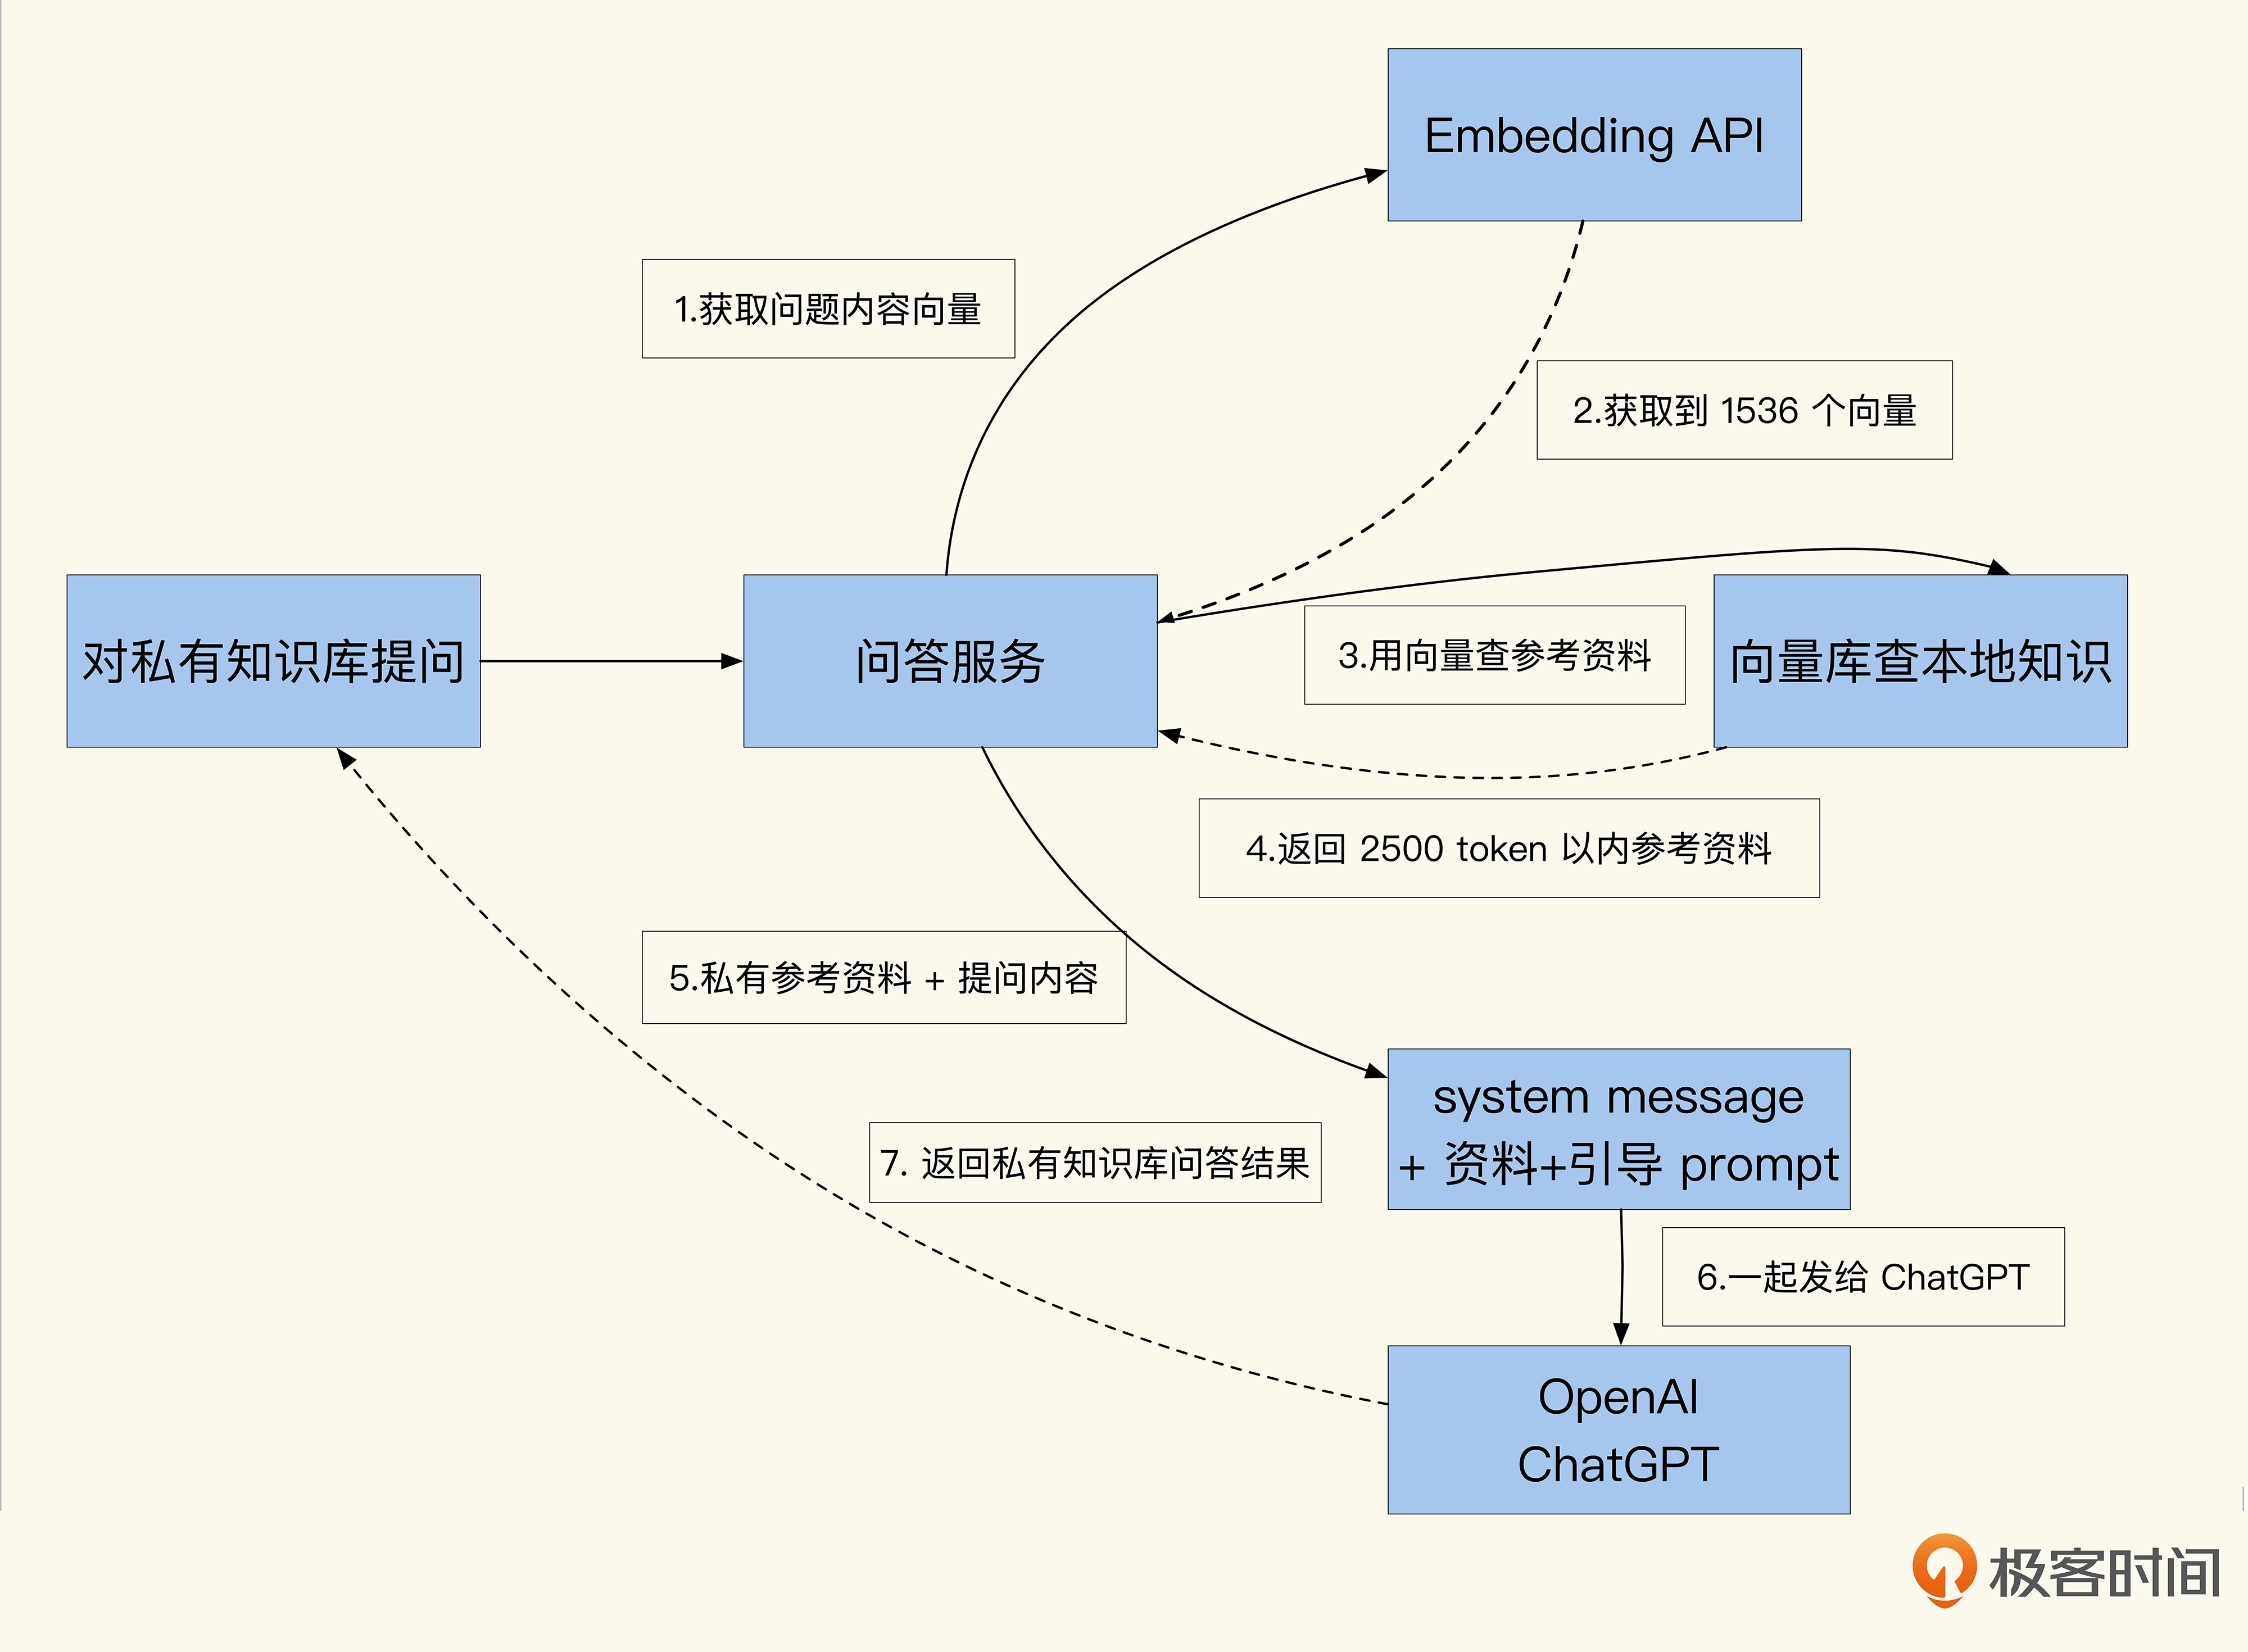 Embedding API
1.获取问题内容向量
2.获取到 1536 个向量
对私有知识库提问
问答服务
3.用向量查参考资料
向量库查本地知识
4.返回 2500 token 以内参考资料
5.私有参考资料 + 提问内容
system message
+ 资料+引导 prompt
7. 返回私有知识库问答结果
6.一起发给 ChatGPT
OpenAI
ChatGPT
极客时间